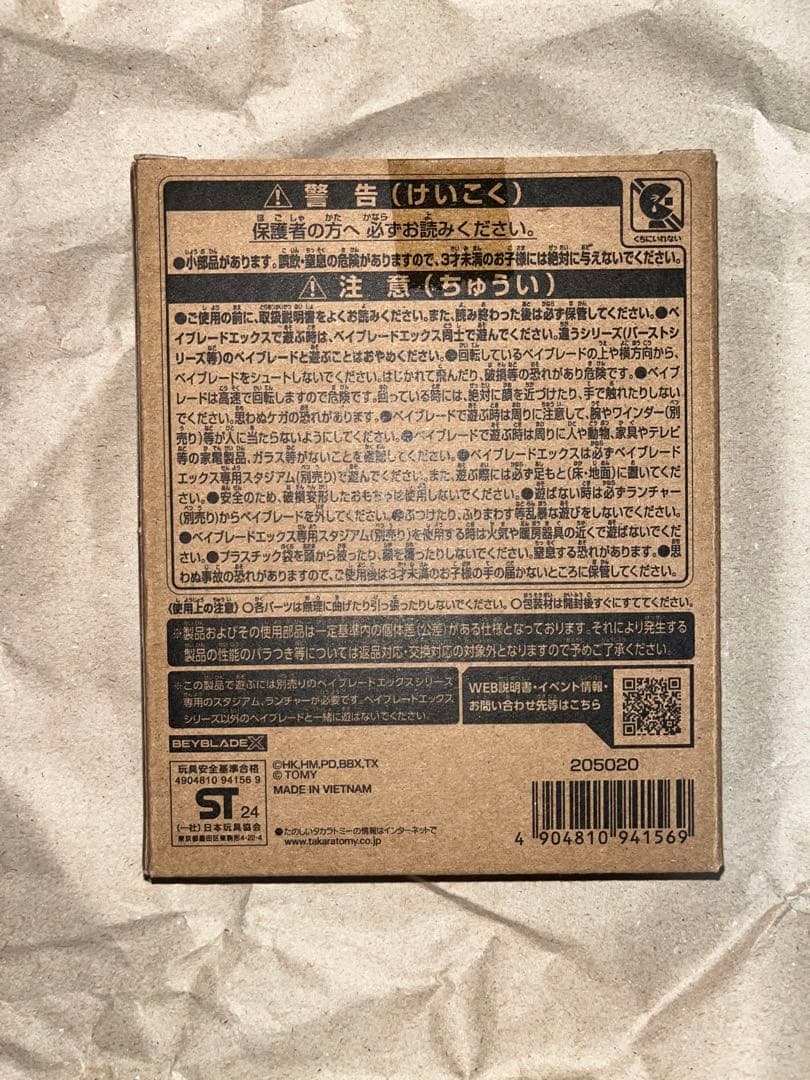 ⚠ 警 告 (けいこく)
保護者の方へ 必ずお読みください。
くちにいれない
●小部品があります。誤飲・窒息の危険がありますので、3才未満のお子様には絶対に与えないでください。
⚠ 注 意 (ちゅうい)
●ご使用の前に、取扱説明書をよくお読みください。また、読み終わった後は必ず保管してください。●ベ
イブレードエックスで遊ぶ時は、ベイブレードエックス同士で遊んでください。違うシリーズ(バーストシ
リーズ等)のベイブレードと遊ぶことはおやめください。●回転しているベイブレードの上や横方向から、
ベイブレードをシュートしないでください。はじかれて飛んだり、破損等の恐れがあり危険です。●ベイブ
レードは高速で回転しますので危険です。回っている時には、絶対に顔を近づけたり、手で触れたりしない
でください。思わぬケガの恐れがあります。●ベイブレードで遊ぶ時は周りに注意して、腕やワインダー(別
売り)等が人に当たらないようにしてください。●ベイブレードで遊ぶ時は周りに人や動物、家具やテレビ
等の家電製品、ガラス等がないことを確認してください。●ベイブレードエックスは必ずベイブレード
エックス専用スタジアム(別売り)で遊んでください。また、遊ぶ際には必ず足もと(床・地面)に置いてくだ
さい。●安全のため、破損変形したおもちゃは使用しないでください。●遊ばない時は必ずランチャー
(別売り)からベイブレードを外してください。●ぶつけたり、ふりまわす等乱暴な遊びをしないでください。
●ベイブレードエックス専用スタジアム(別売り)を使用する時は火気や暖房器具の近くで遊ばないでくだ
さい。●プラスチック袋を頭から被ったり、顔を覆ったりしないでください。窒息する恐れがあります。●思
わぬ事故の恐れがありますので、ご使用後は3才未満のお子様の手の届かないところに保管してください。
〈使用上の注意〉○各パーツは無理に曲げたり引っ張ったりしないでください。○包装材は開封後すぐにすててください。
※製品およびその使用部品は一定基準内の個体差(公差)がある仕様となっております。それにより発生する
製品の性能のバラつき等については返品対応・交換対応の対象外となりますので予めご了承ください。
※この製品で遊ぶには別売りのベイブレードエックスシリーズ
専用のスタジアム、ランチャーが必要です。ベイブレードエックス
シリーズ以外のベイブレードと一緒に遊ばないでください。
WEB説明書・イベント情報・
お問い合わせ先等はこちら
BEYBLADE X
玩具安全基準合格
4904810 94156 9
ST 24
(一社)日本玩具協会
東京都墨田区東駒形4-22-4
©HK,HM,PD,BBX,TX
© TOMY
MADE IN VIETNAM
●たのしいタカラトミーの情報はインターネットで
www.takaratomy.co.jp
205020
4 904810 941569